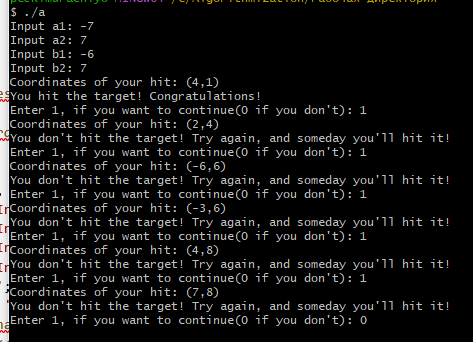 $ ./a
Input a1: -7
Input a2: 7
Input b1: -6
Input b2: 7
Coordinates of your hit: (4,1)
You hit the target! Congratulations!
Enter 1, if you want to continue(0 if you don't): 1
Coordinates of your hit: (2,4)
You don't hit the target! Try again, and someday you'll hit it!
Enter 1, if you want to continue(0 if you don't): 1
Coordinates of your hit: (-6,6)
You don't hit the target! Try again, and someday you'll hit it!
Enter 1, if you want to continue(0 if you don't): 1
Coordinates of your hit: (-3,6)
You don't hit the target! Try again, and someday you'll hit it!
Enter 1, if you want to continue(0 if you don't): 1
Coordinates of your hit: (4,8)
You don't hit the target! Try again, and someday you'll hit it!
Enter 1, if you want to continue(0 if you don't): 1
Coordinates of your hit: (7,8)
You don't hit the target! Try again, and someday you'll hit it!
Enter 1, if you want to continue(0 if you don't): 0